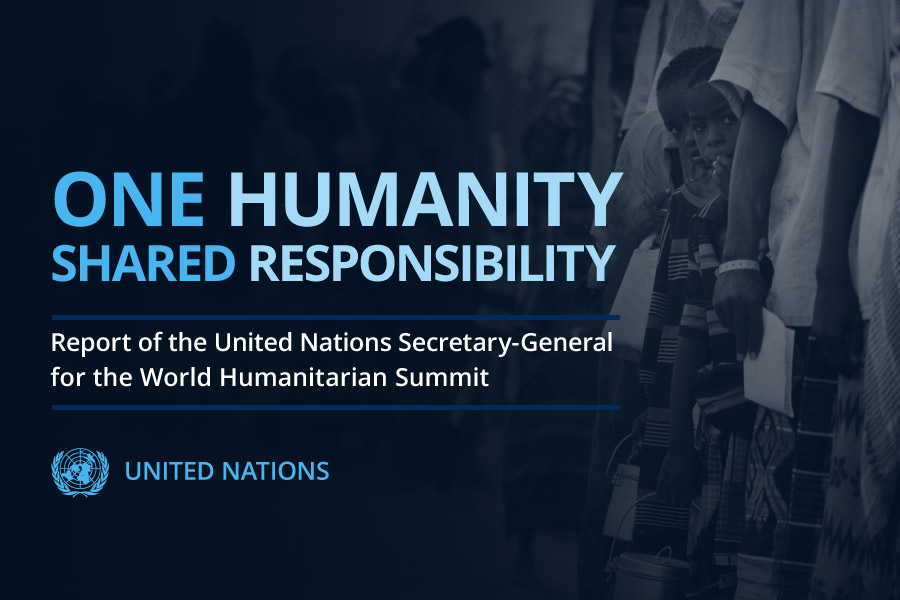 ONE HUMANITY
SHARED RESPONSIBILITY
Report of the United Nations Secretary-General
for the World Humanitarian Summit
UNITED NATIONS